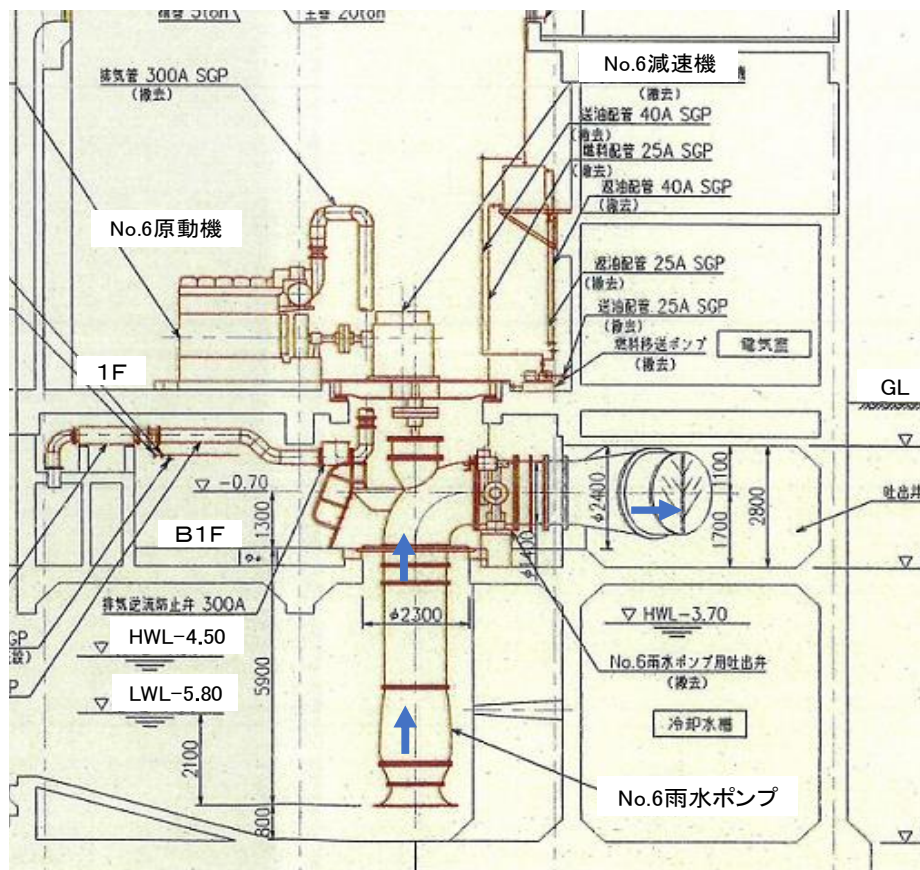 主巻 20ton
排気管 300A SGP
(撤去)
No.6減速機
機
(撤去)
送油配管 40A SGP
(撤去)
燃料配管 25A SGP
(撤去)
返油配管 40A SGP
(撤去)
No.6原動機
返油配管 25A SGP
(撤去)
送油配管 25A SGP
(撤去)
燃料移送ポンプ
(撤去)
電気室
1F
GL
▽ -0.70
1300
B1F
φ2400
φ1400
1100
1700
2800
吐出井
排気逆流防止弁 300A
φ2300
▽ HWL-3.70
HWL-4.50
LWL-5.80
5900
2100
800
No.6雨水ポンプ用吐出弁
(撤去)
冷却水槽
No.6雨水ポンプ